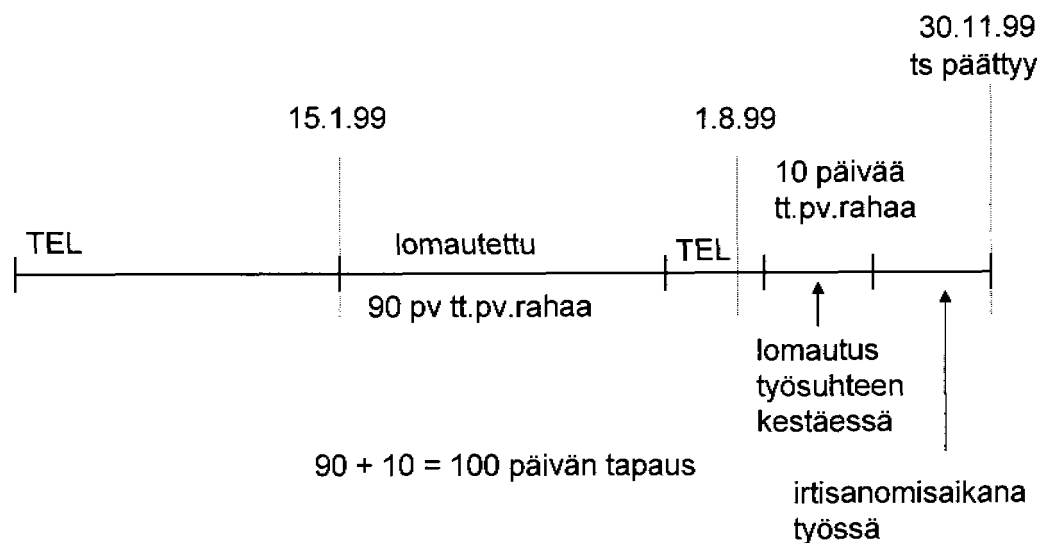 30.11.99
ts päättyy
15.1.99
1.8.99
10 päivää
tt.pv.rahaa
TEL
lomautettu
TEL
90 pv tt.pv.rahaa
lomautus
työsuhteen
kestäessä
90 + 10 = 100 päivän tapaus
irtisanomisaikana
työssä